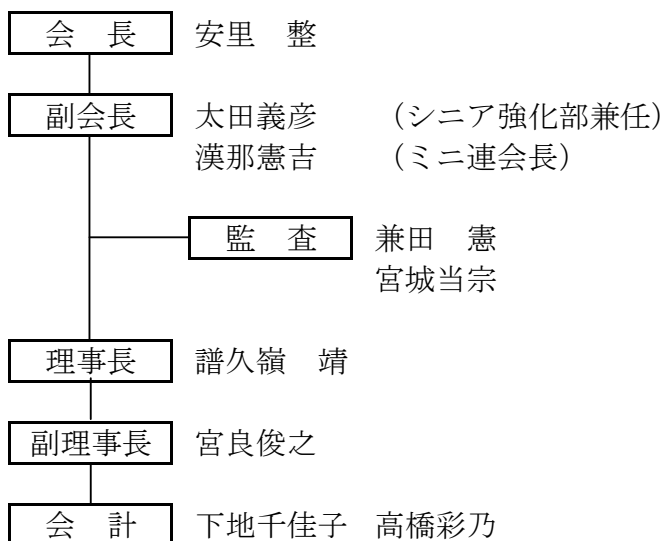 会　長　安里　整
副会長　太田義彦　（シニア強化部兼任）
漢那憲吉　（ミニ連会長）
監　査　兼田　憲
宮城当宗
理事長　譜久嶺　靖
副理事長　宮良俊之
会　計　下地千佳子　高橋彩乃